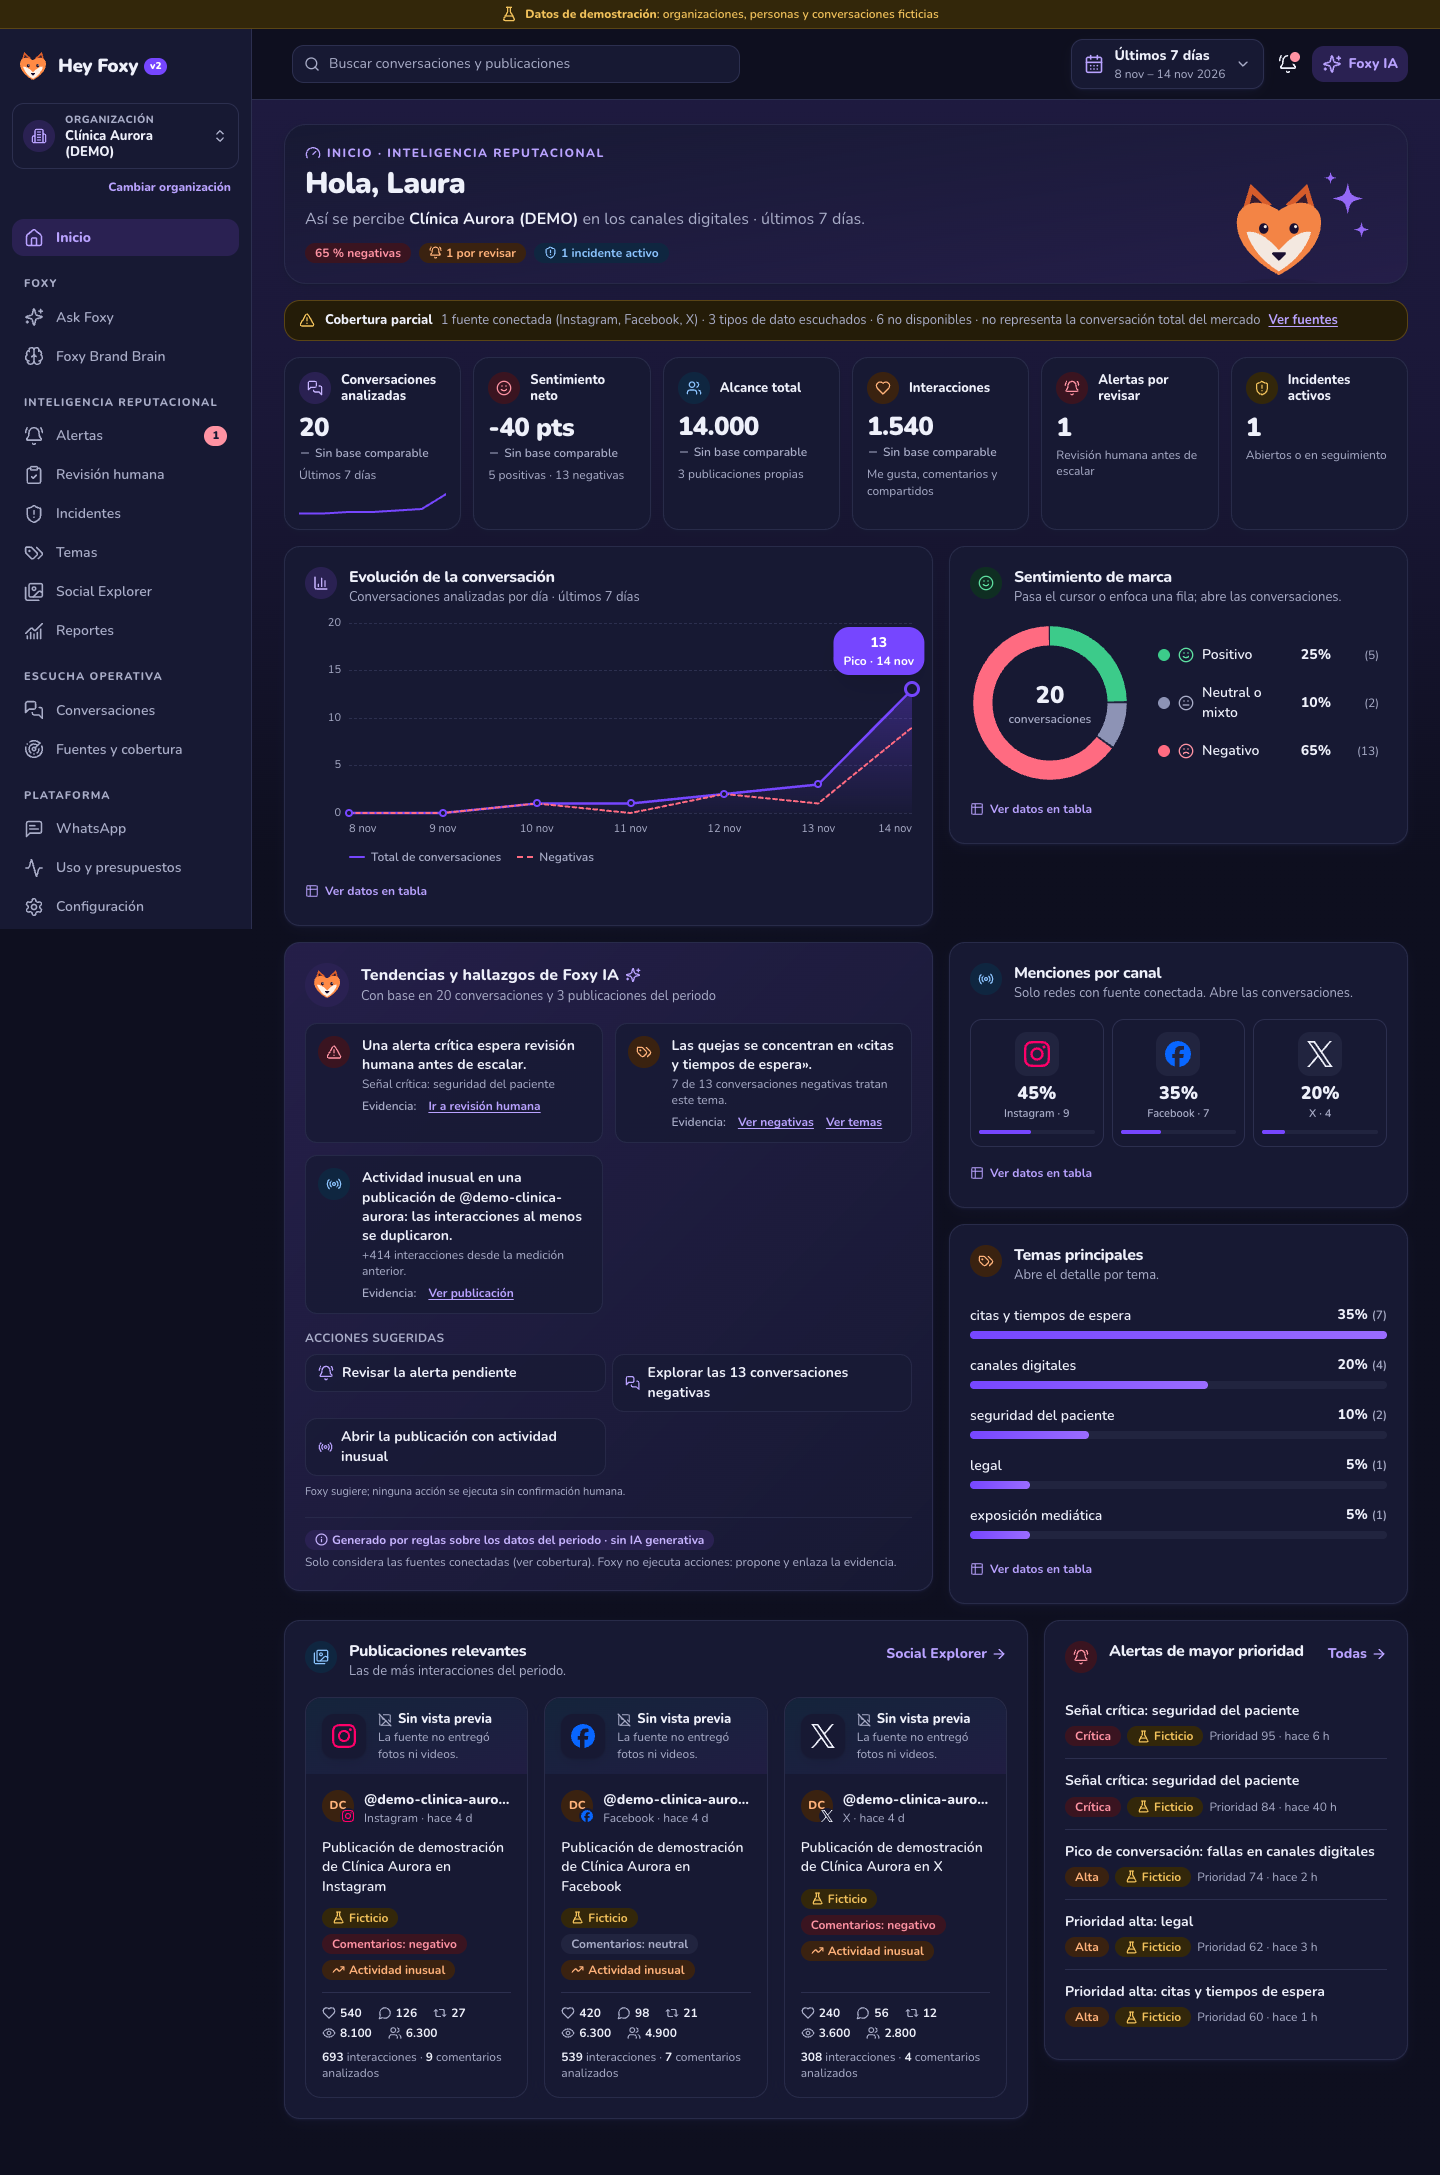 Datos de demostración: organizaciones, personas y conversaciones ficticias
Hey Foxy v2
ORGANIZACIÓN
Clínica Aurora
(DEMO)
Cambiar organización
Inicio
FOXY
Ask Foxy
Foxy Brand Brain
INTELIGENCIA REPUTACIONAL
Alertas 1
Revisión humana
Incidentes
Temas
Social Explorer
Reportes
ESCUCHA OPERATIVA
Conversaciones
Fuentes y cobertura
PLATAFORMA
WhatsApp
Uso y presupuestos
Configuración
Buscar conversaciones y publicaciones
Últimos 7 días
8 nov – 14 nov 2026
Foxy IA
INICIO · INTELIGENCIA REPUTACIONAL
Hola, Laura
Así se percibe Clínica Aurora (DEMO) en los canales digitales · últimos 7 días.
65 % negativas 1 por revisar 1 incidente activo
Cobertura parcial 1 fuente conectada (Instagram, Facebook, X) · 3 tipos de dato escuchados · 6 no disponibles · no representa la conversación total del mercado Ver fuentes
Conversaciones
analizadas
20
— Sin base comparable
Últimos 7 días
Sentimiento
neto
-40 pts
— Sin base comparable
5 positivas · 13 negativas
Alcance total
14.000
— Sin base comparable
3 publicaciones propias
Interacciones
1.540
— Sin base comparable
Me gusta, comentarios y
compartidos
Alertas por
revisar
1
Revisión humana antes de
escalar
Incidentes
activos
1
Abiertos o en seguimiento
Evolución de la conversación
Conversaciones analizadas por día · últimos 7 días
20
15
10
5
0
13
Pico · 14 nov
8 nov 9 nov 10 nov 11 nov 12 nov 13 nov 14 nov
Total de conversaciones Negativas
Ver datos en tabla
Sentimiento de marca
Pasa el cursor o enfoca una fila; abre las conversaciones.
20
conversaciones
Positivo 25% (5)
Neutral o
mixto 10% (2)
Negativo 65% (13)
Ver datos en tabla
Tendencias y hallazgos de Foxy IA
Con base en 20 conversaciones y 3 publicaciones del periodo
Una alerta crítica espera revisión
humana antes de escalar.
Señal crítica: seguridad del paciente
Evidencia: Ir a revisión humana
Las quejas se concentran en «citas
y tiempos de espera».
7 de 13 conversaciones negativas tratan
este tema.
Evidencia: Ver negativas Ver temas
Actividad inusual en una
publicación de @demo-clinica-
aurora: las interacciones al menos
se duplicaron.
+414 interacciones desde la medición
anterior.
Evidencia: Ver publicación
ACCIONES SUGERIDAS
Revisar la alerta pendiente
Explorar las 13 conversaciones
negativas
Abrir la publicación con actividad
inusual
Foxy sugiere; ninguna acción se ejecuta sin confirmación humana.
Generado por reglas sobre los datos del periodo · sin IA generativa
Solo considera las fuentes conectadas (ver cobertura). Foxy no ejecuta acciones: propone y enlaza la evidencia.
Menciones por canal
Solo redes con fuente conectada. Abre las conversaciones.
45%
Instagram · 9
35%
Facebook · 7
20%
X · 4
Ver datos en tabla
Temas principales
Abre el detalle por tema.
citas y tiempos de espera 35% (7)
canales digitales 20% (4)
seguridad del paciente 10% (2)
legal 5% (1)
exposición mediática 5% (1)
Ver datos en tabla
Publicaciones relevantes
Las de más interacciones del periodo.
Social Explorer
Sin vista previa
La fuente no entregó
fotos ni videos.
DC
@demo-clinica-auro...
Instagram · hace 4 d
Publicación de demostración
de Clínica Aurora en
Instagram
Ficticio
Comentarios: negativo
Actividad inusual
540 126 27
8.100 6.300
693 interacciones · 9 comentarios
analizados
Sin vista previa
La fuente no entregó
fotos ni videos.
DC
@demo-clinica-auro...
Facebook · hace 4 d
Publicación de demostración
de Clínica Aurora en
Facebook
Ficticio
Comentarios: neutral
Actividad inusual
420 98 21
6.300 4.900
539 interacciones · 7 comentarios
analizados
Sin vista previa
La fuente no entregó
fotos ni videos.
DC
@demo-clinica-auro...
X · hace 4 d
Publicación de demostración
de Clínica Aurora en X
Ficticio
Comentarios: negativo
Actividad inusual
240 56 12
3.600 2.800
308 interacciones · 4 comentarios
analizados
Alertas de mayor prioridad Todas
Señal crítica: seguridad del paciente
Crítica Ficticio Prioridad 95 · hace 6 h
Señal crítica: seguridad del paciente
Crítica Ficticio Prioridad 84 · hace 40 h
Pico de conversación: fallas en canales digitales
Alta Ficticio Prioridad 74 · hace 2 h
Prioridad alta: legal
Alta Ficticio Prioridad 62 · hace 3 h
Prioridad alta: citas y tiempos de espera
Alta Ficticio Prioridad 60 · hace 1 h